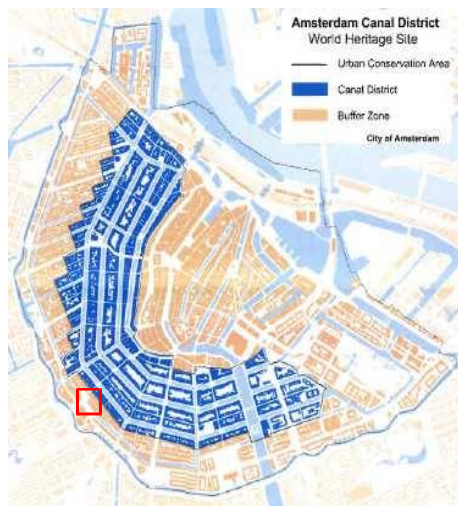 Amsterdam Canal District
World Heritage Site
Urban Conservation Area
Canal District
Buffer Zone
City of Amsterdam